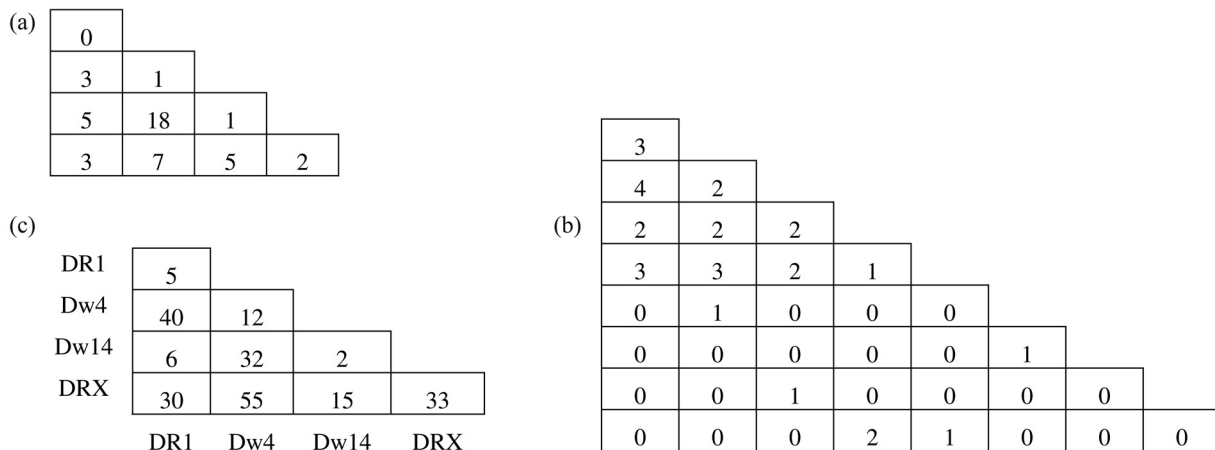 (a)
0
3 1
5 18 1
3 7 5 2
(c)
DR1 5
Dw4 40 12
Dw14 6 32 2
DRX 30 55 15 33
DR1 Dw4 Dw14 DRX
(b)
3
4 2
2 2 2
3 3 2 1
0 1 0 0 0
0 0 0 0 0 1
0 0 1 0 0 0 0
0 0 0 2 1 0 0 0